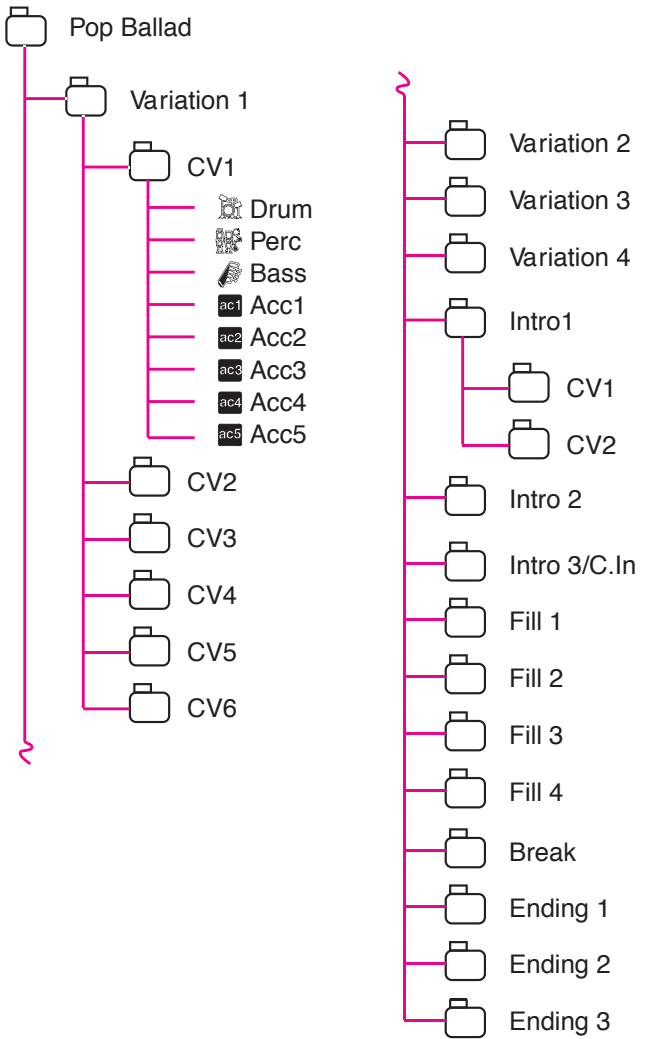 Pop Ballad
Variation 1
CV1
Drum
Perc
Bass
ac1 Acc1
ac2 Acc2
ac3 Acc3
ac4 Acc4
ac5 Acc5
CV2
CV3
CV4
CV5
CV6
Variation 2
Variation 3
Variation 4
Intro1
CV1
CV2
Intro 2
Intro 3/C.In
Fill 1
Fill 2
Fill 3
Fill 4
Break
Ending 1
Ending 2
Ending 3